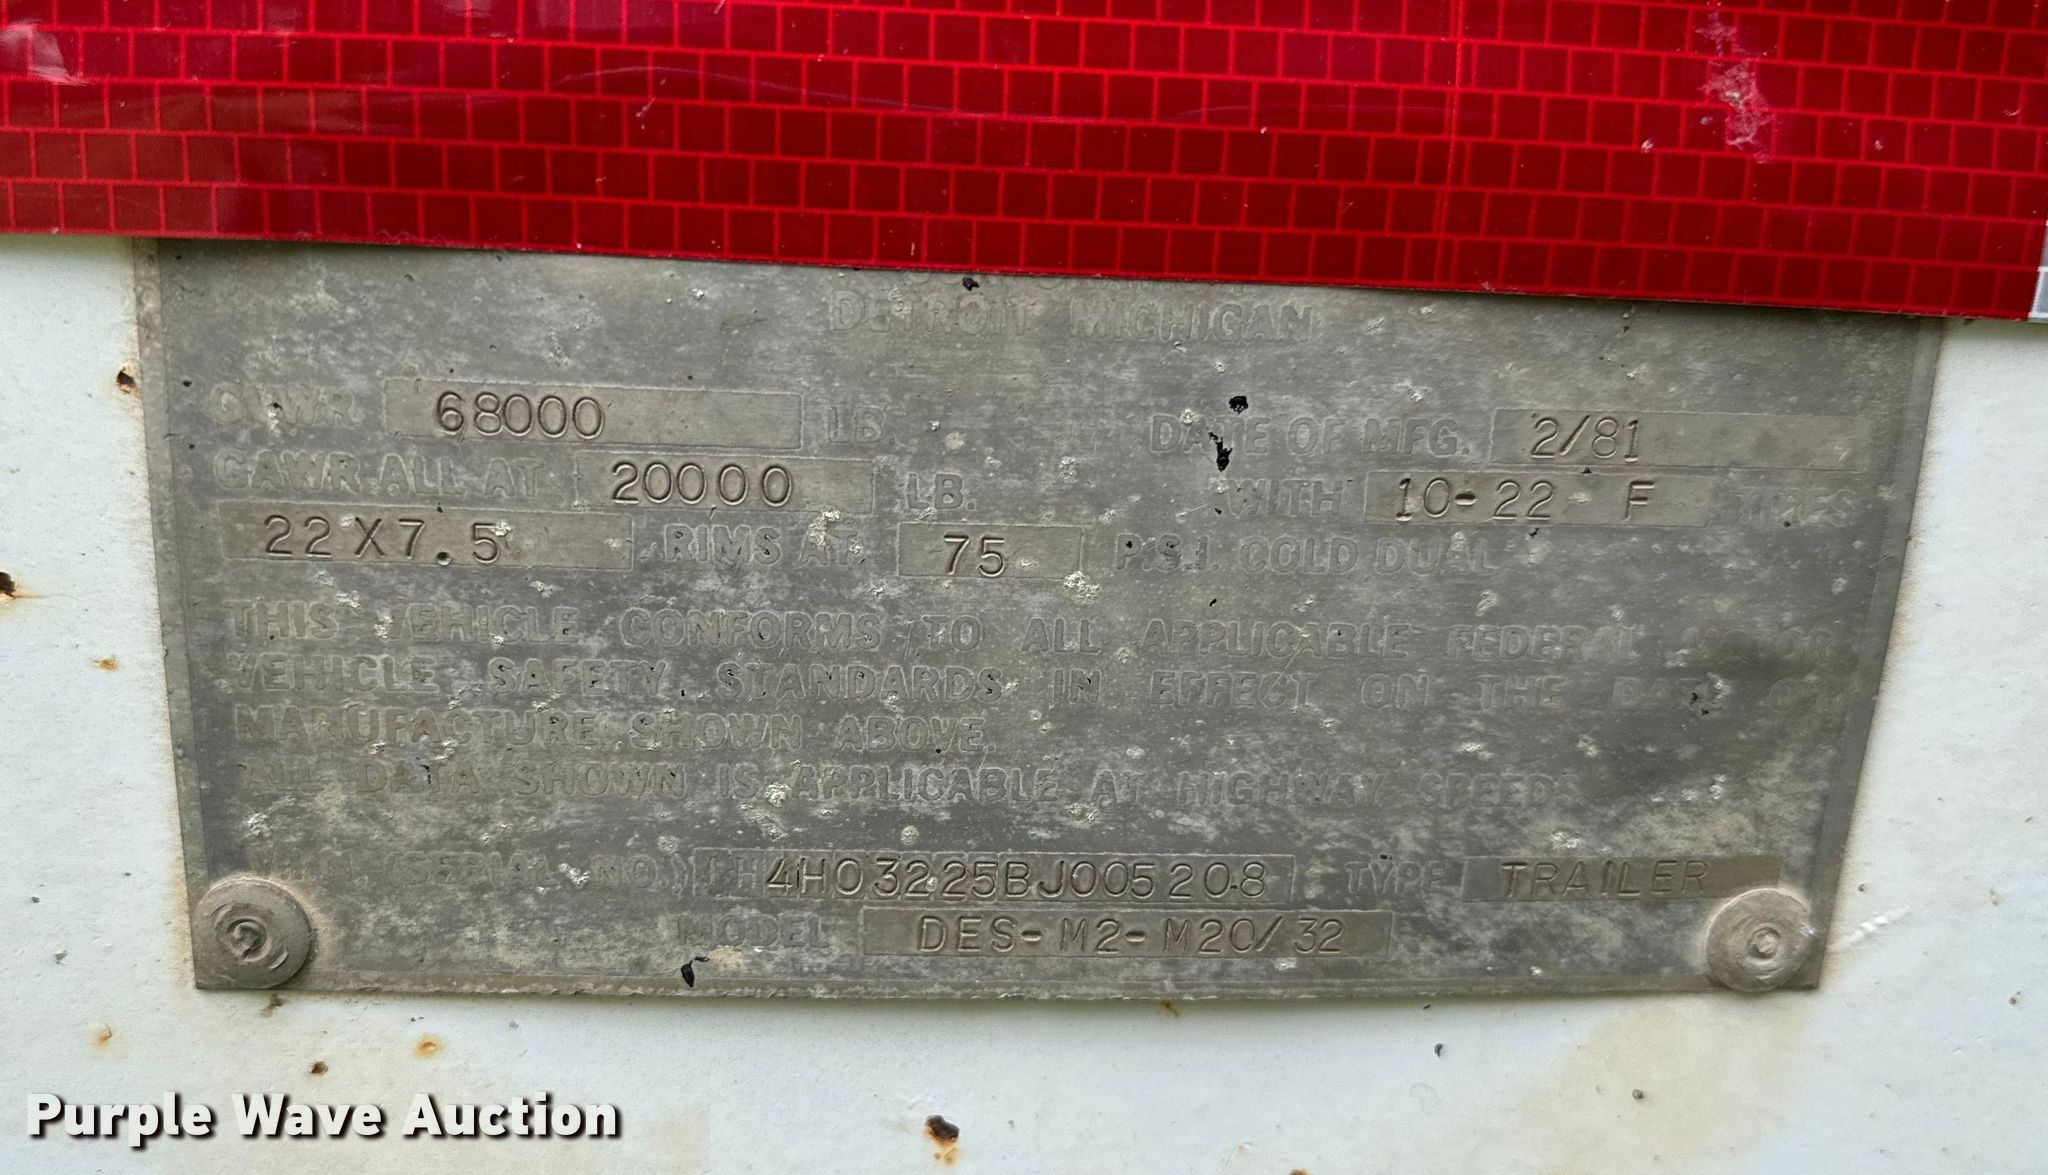 DETROIT MICHIGAN
GVWR 68000 LB. DATE OF MFG. 2/81
GAWR ALL AT 20000 LB. WITH 10-22 F TIRES
22X7.5 RIMS AT 75 P.S.I. COLD DUAL
THIS VEHICLE CONFORMS TO ALL APPLICABLE FEDERAL MOTOR
VEHICLE SAFETY STANDARDS IN EFFECT ON THE DATE OF
MANUFACTURE SHOWN ABOVE.
ALL DATA SHOWN IS APPLICABLE AT HIGHWAY SPEEDS
V.I.N. (SERIAL NO.) 1H4H03225BJ005208 TYPE TRAILER
MODEL DES-M2-M20/32
Purple Wave Auction